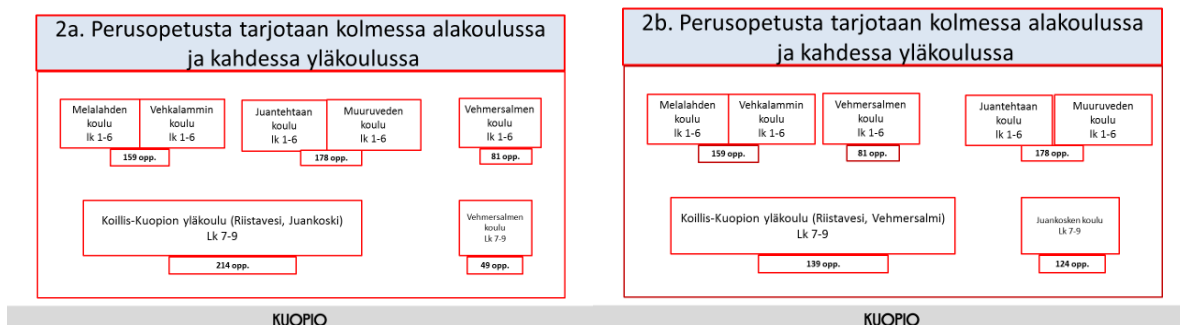 2a. Perusopetusta tarjotaan kolmessa alakoulussa
ja kahdessa yläkoulussa
Melalahden
koulu
lk 1-6
Vehkalammin
koulu
lk 1-6
159 opp.
Juantehtaan
koulu
lk 1-6
Muuruveden
koulu
lk 1-6
178 opp.
Vehmersalmen
koulu
lk 1-6
81 opp.
Koillis-Kuopion yläkoulu (Riistavesi, Juankoski)
Lk 7-9
214 opp.
Vehmersalmen
koulu
Lk 7-9
49 opp.
KUOPIO
2b. Perusopetusta tarjotaan kolmessa alakoulussa
ja kahdessa yläkoulussa
Melalahden
koulu
lk 1-6
Vehkalammin
koulu
lk 1-6
159 opp.
Vehmersalmen
koulu
lk 1-6
81 opp.
Juantehtaan
koulu
lk 1-6
Muuruveden
koulu
lk 1-6
178 opp.
Koillis-Kuopion yläkoulu (Riistavesi, Vehmersalmi)
Lk 7-9
139 opp.
Juankosken koulu
Lk 7-9
124 opp.
KUOPIO